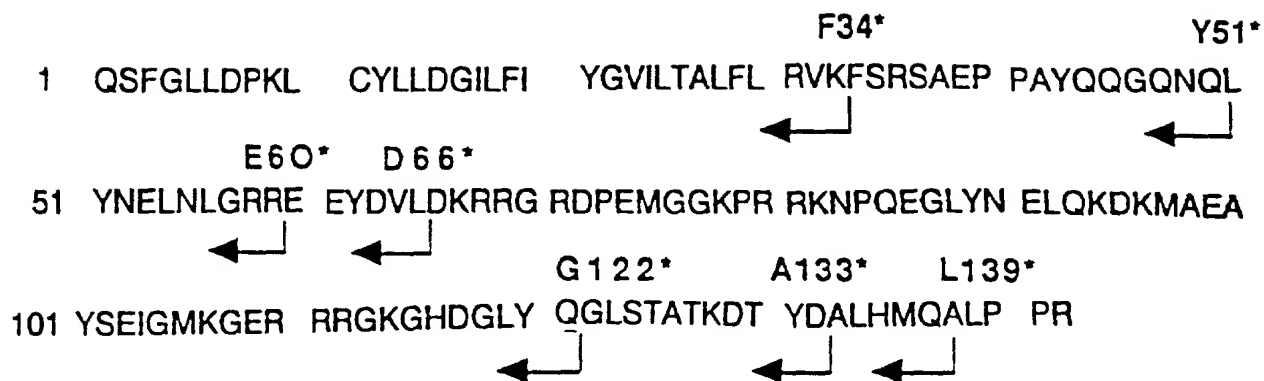 F34* Y51*
1 QSFGLLDPKL CYLLDGILFI YGVILTALFL RVKFSRSAEP PAYQQGQNQL
E60* D66*
51 YNELNLGRRE EYDVLDKRRG RDPEMGGKPR RKNPQEGLYN ELQKDKMAEA
G122* A133* L139*
101 YSEIGMKGER RRGKGHDGLY QGLSTATKDT YDALHMQALP PR